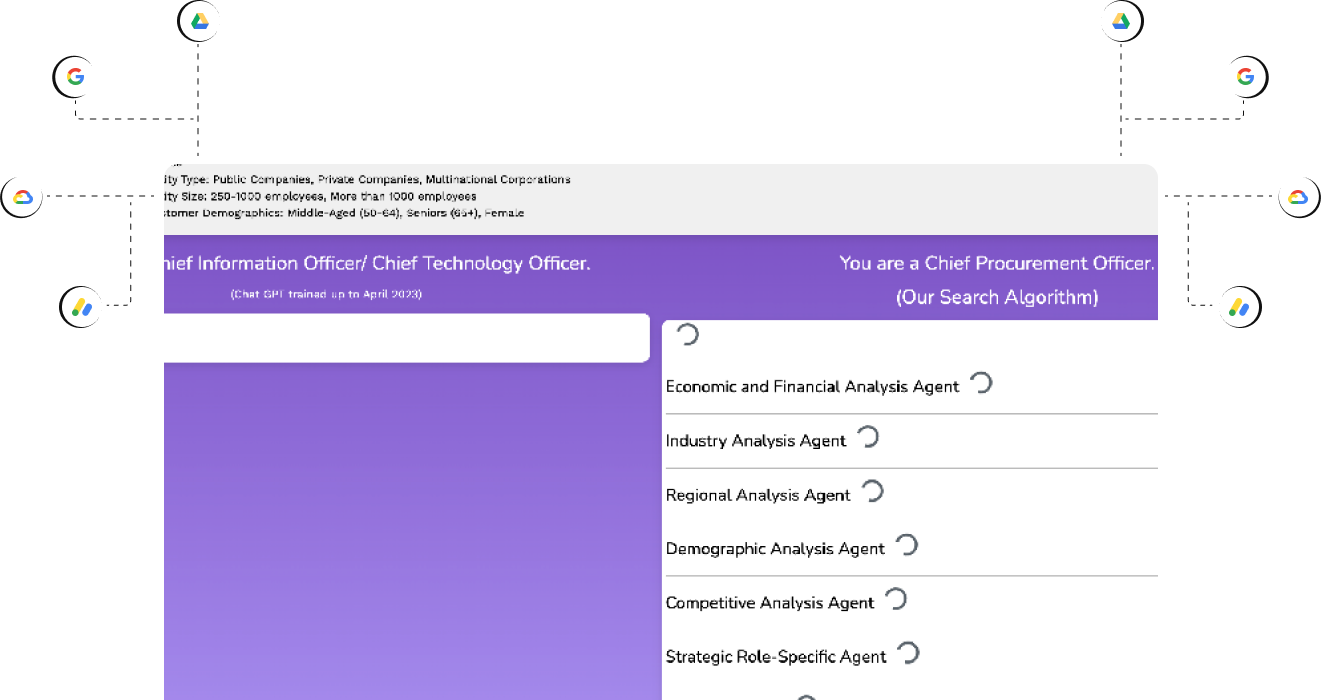 ity Type: Public Companies, Private Companies, Multinational Corporations
ity Size: 250-1000 employees, More than 1000 employees
stomer Demographics: Middle-Aged (50-64), Seniors (65+), Female
hief Information Officer/ Chief Technology Officer.
(Chat GPT trained up to April 2023)
You are a Chief Procurement Officer.
(Our Search Algorithm)
Economic and Financial Analysis Agent
Industry Analysis Agent
Regional Analysis Agent
Demographic Analysis Agent
Competitive Analysis Agent
Strategic Role-Specific Agent